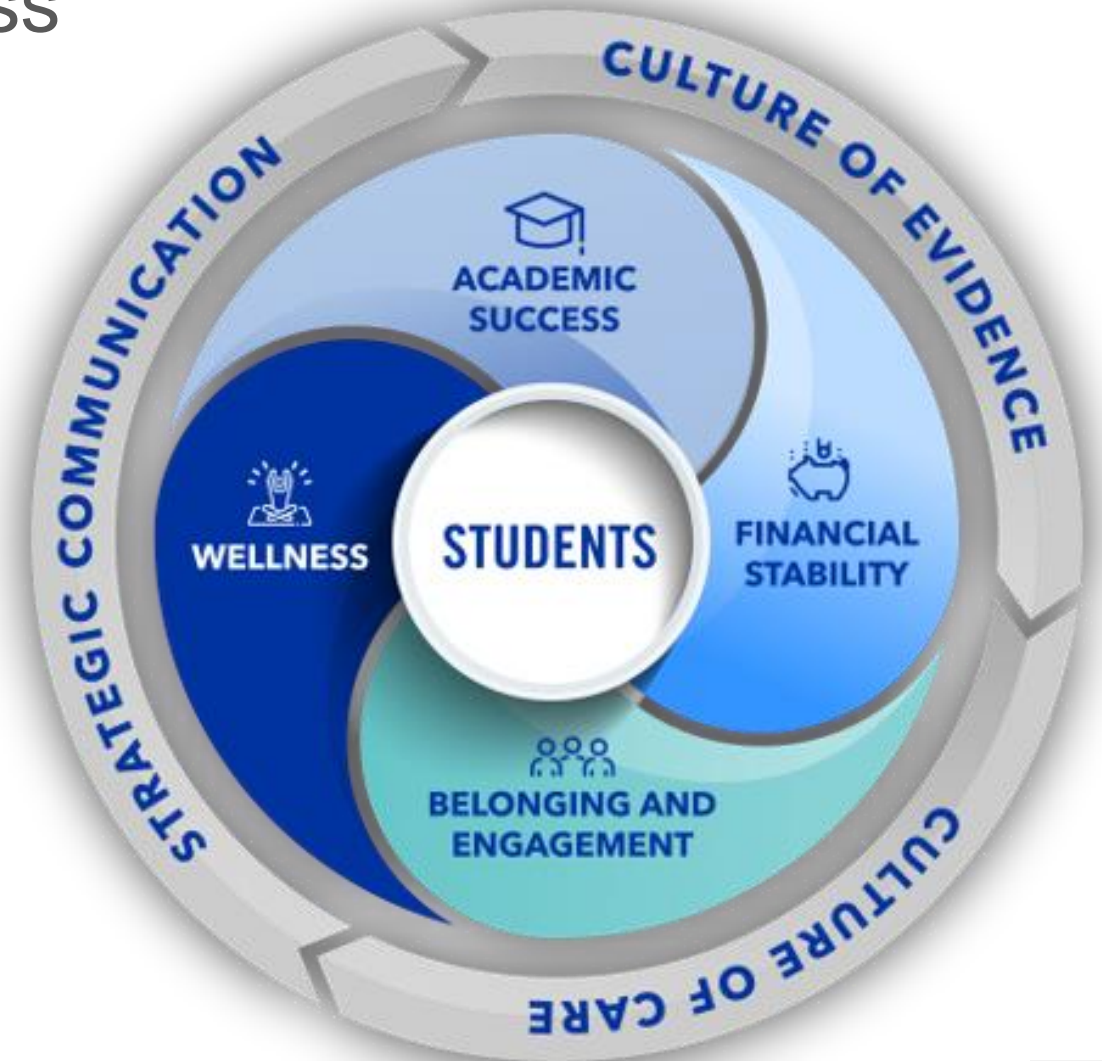 ss
STRATEGIC COMMUNICATION
CULTURE OF EVIDENCE
CULTURE OF CARE
ACADEMIC
SUCCESS
WELLNESS
STUDENTS
FINANCIAL
STABILITY
BELONGING AND
ENGAGEMENT